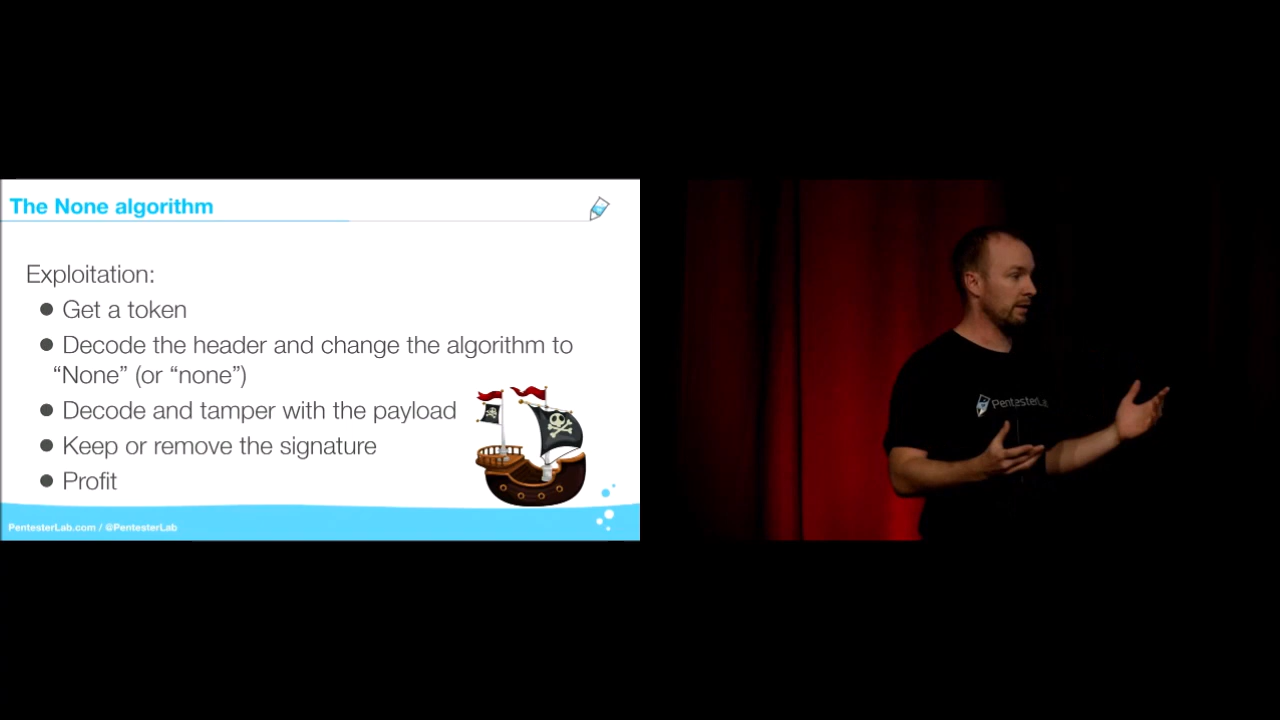 The None algorithm
Exploitation:
● Get a token
● Decode the header and change the algorithm to
“None” (or “none”)
● Decode and tamper with the payload
● Keep or remove the signature
● Profit
PentesterLab.com / @PentesterLab
PentesterLab